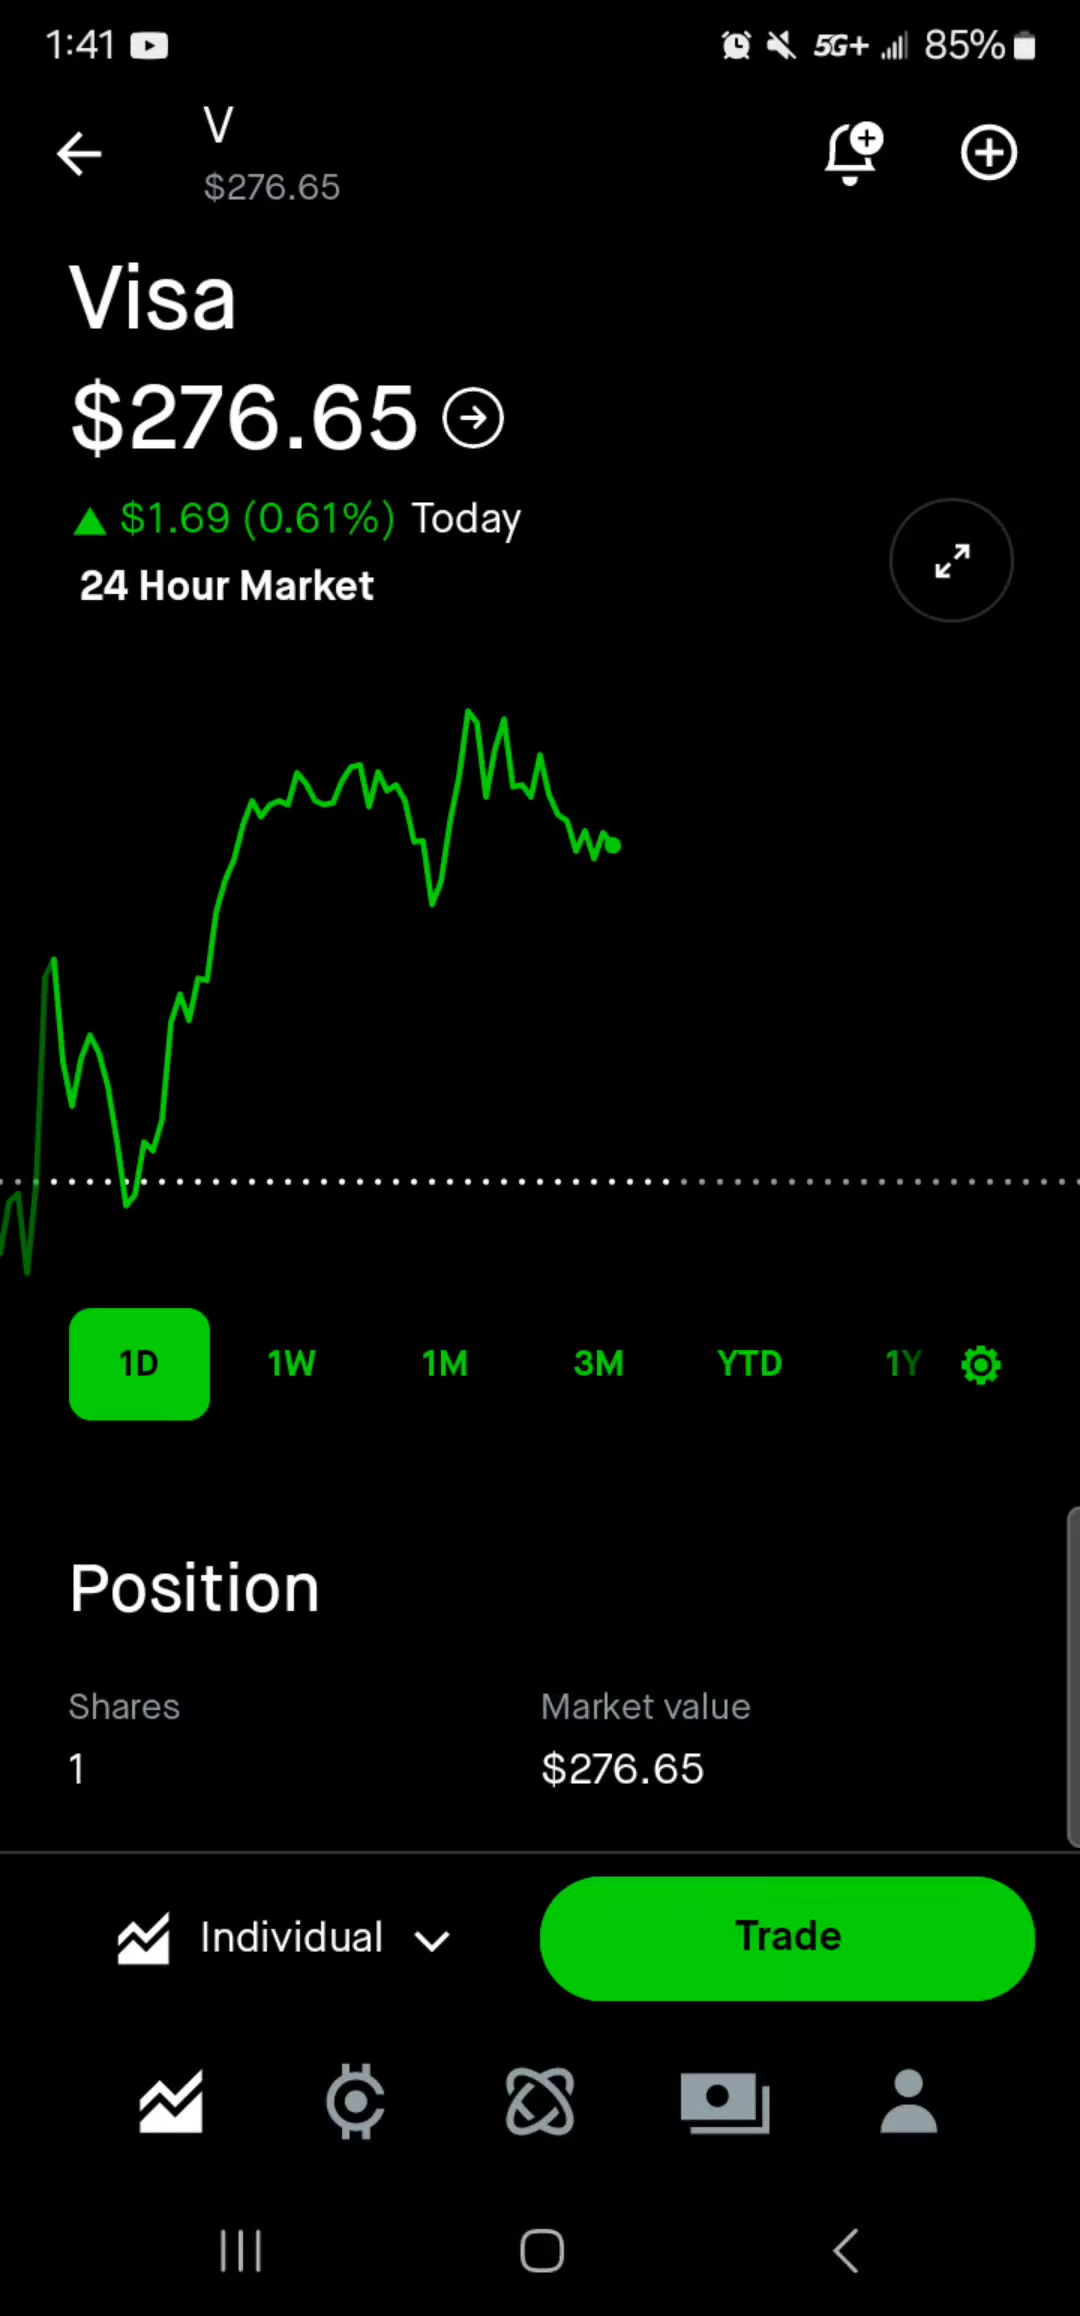 1:41 5G+ 85%
V
$276.65
Visa
$276.65
▲ $1.69 (0.61%) Today
24 Hour Market
1D 1W 1M 3M YTD 1Y
Position
Shares Market value
1 $276.65
Individual Trade